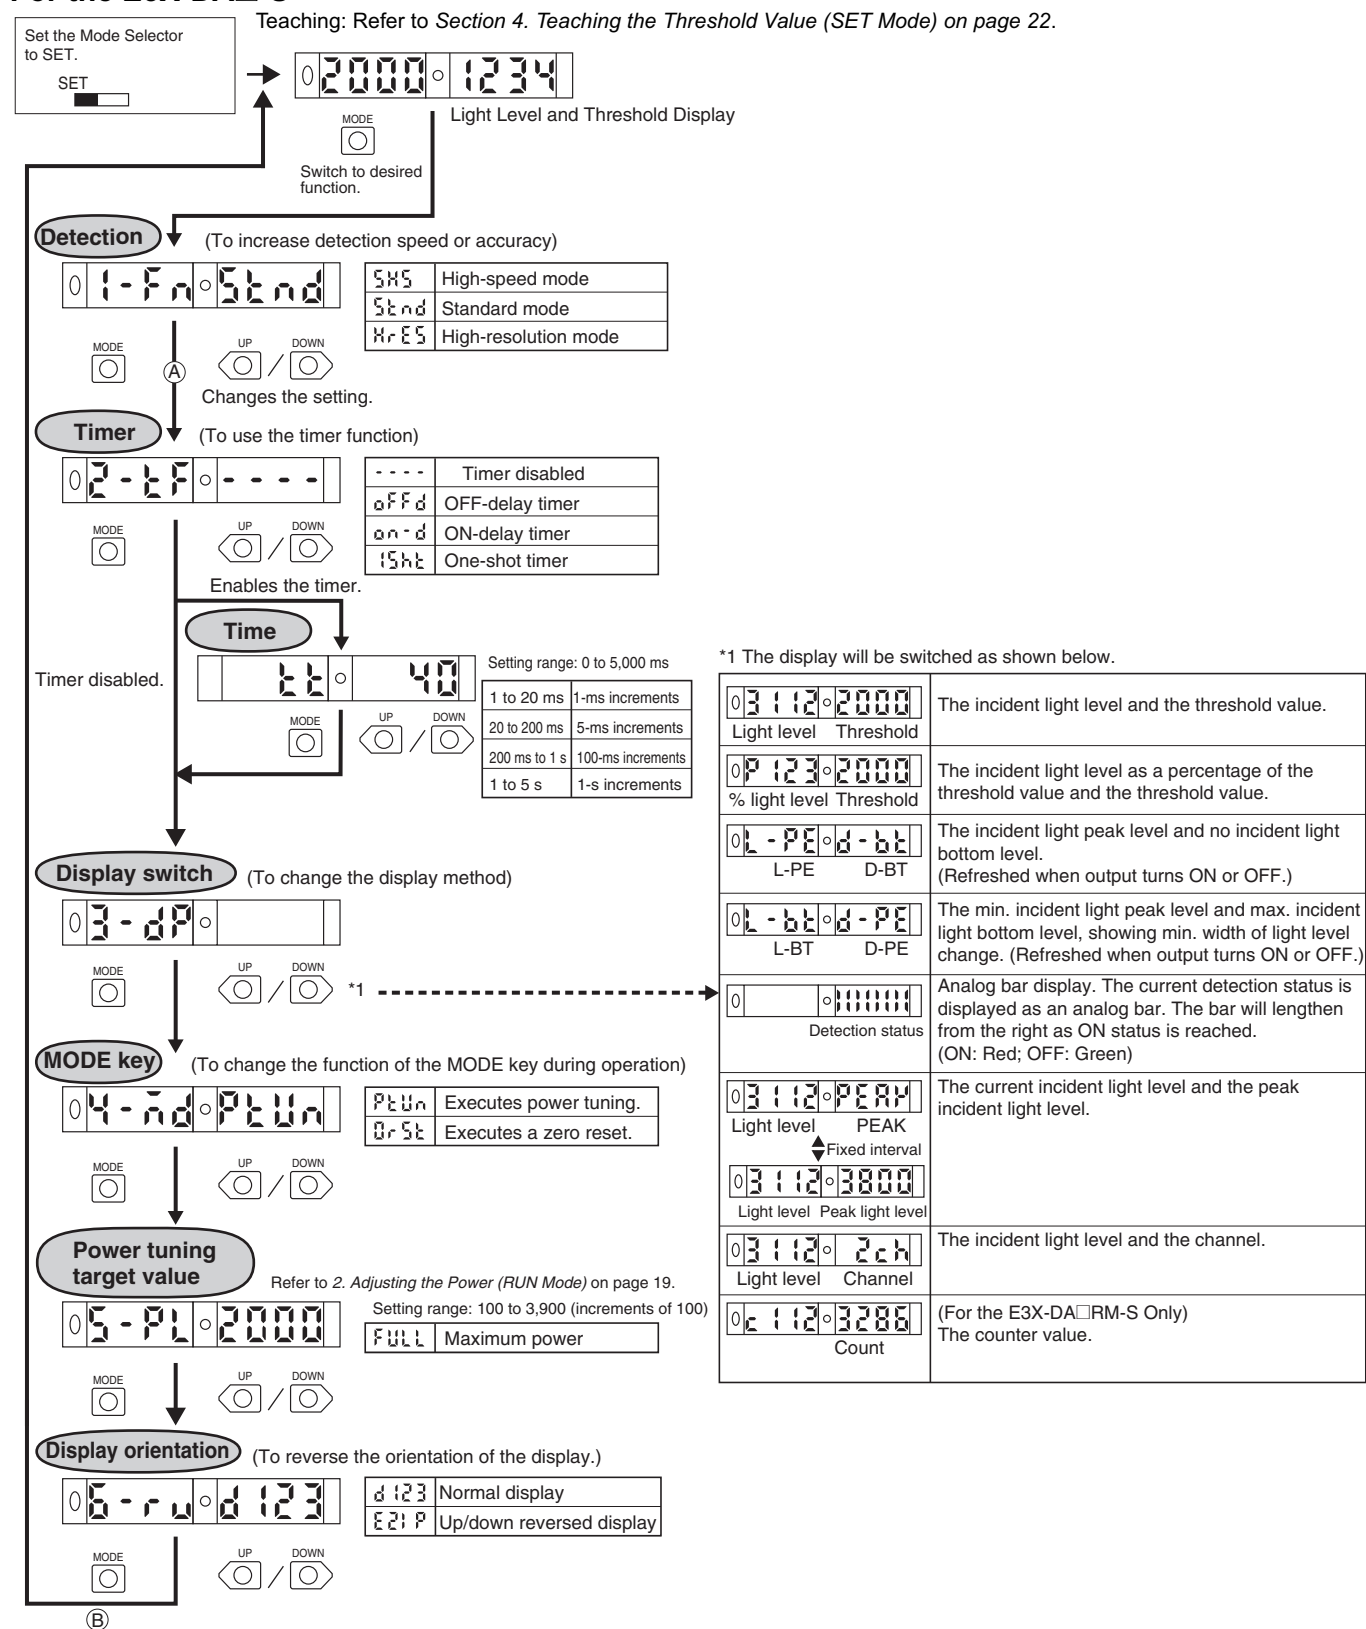 Teaching: Refer to Section 4. Teaching the Threshold Value (SET Mode) on page 22.
Set the Mode Selector
to SET.
SET
2000 1234
Light Level and Threshold Display
MODE
Switch to desired
function.
Detection
(To increase detection speed or accuracy)
1-Fn Stnd
SHS High-speed mode
Stnd Standard mode
HrES High-resolution mode
MODE
A
UP / DOWN
Changes the setting.
Timer
(To use the timer function)
2-tF ----
---- Timer disabled
oFFd OFF-delay timer
on-d ON-delay timer
1Sht One-shot timer
MODE
UP / DOWN
Enables the timer.
Time
Timer disabled.
tt 40
MODE
UP / DOWN
Setting range: 0 to 5,000 ms
1 to 20 ms 1-ms increments
20 to 200 ms 5-ms increments
200 ms to 1 s 100-ms increments
1 to 5 s 1-s increments
Display switch
(To change the display method)
3-dP
MODE
UP / DOWN *1
MODE key
(To change the function of the MODE key during operation)
4-md PtUn
PtUn Executes power tuning.
0rSt Executes a zero reset.
MODE
UP / DOWN
Power tuning
target value
Refer to 2. Adjusting the Power (RUN Mode) on page 19.
Setting range: 100 to 3,900 (increments of 100)
5-PL 2000
FULL Maximum power
MODE
UP / DOWN
Display orientation
(To reverse the orientation of the display.)
6-ru d 123
d 123 Normal display
E21 P Up/down reversed display
MODE
UP / DOWN
B
*1 The display will be switched as shown below.
3112 2000
Light level Threshold
The incident light level and the threshold value.
P 123 2000
% light level Threshold
The incident light level as a percentage of the
threshold value and the threshold value.
L-PE d-bt
L-PE D-BT
The incident light peak level and no incident light
bottom level.
(Refreshed when output turns ON or OFF.)
L-bt d-PE
L-BT D-PE
The min. incident light peak level and max. incident
light bottom level, showing min. width of light level
change. (Refreshed when output turns ON or OFF.)
Detection status
Analog bar display. The current detection status is
displayed as an analog bar. The bar will lengthen
from the right as ON status is reached.
(ON: Red; OFF: Green)
3112 PEAK
Light level PEAK
Fixed interval
3112 3800
Light level Peak light level
The current incident light level and the peak
incident light level.
3112 2ch
Light level Channel
The incident light level and the channel.
c 112 3286
Count
(For the E3X-DA□RM-S Only)
The counter value.